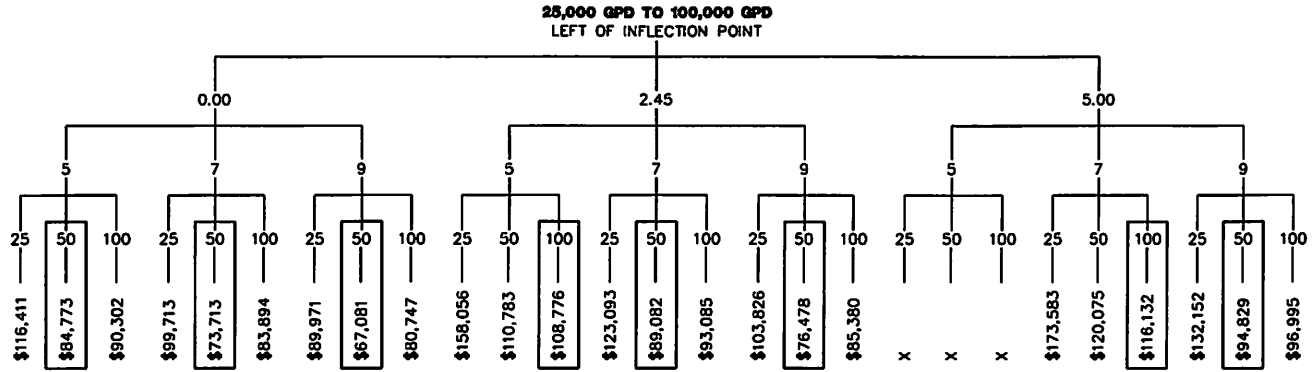 25,000 GPD TO 100,000 GPD
LEFT OF INFLECTION POINT
0.00 2.45 5.00
5 7 9 5 7 9 5 7 9
25 50 100 25 50 100 25 50 100 25 50 100 25 50 100 25 50 100 25 50 100 25 50 100 25 50 100
$116,411 $84,773 $90,302 $99,713 $73,713 $83,894 $89,971 $67,081 $80,747 $158,056 $110,783 $108,776 $123,093 $89,082 $93,085 $103,826 $76,478 $85,380 x x x $173,583 $120,075 $116,132 $132,152 $94,829 $96,995